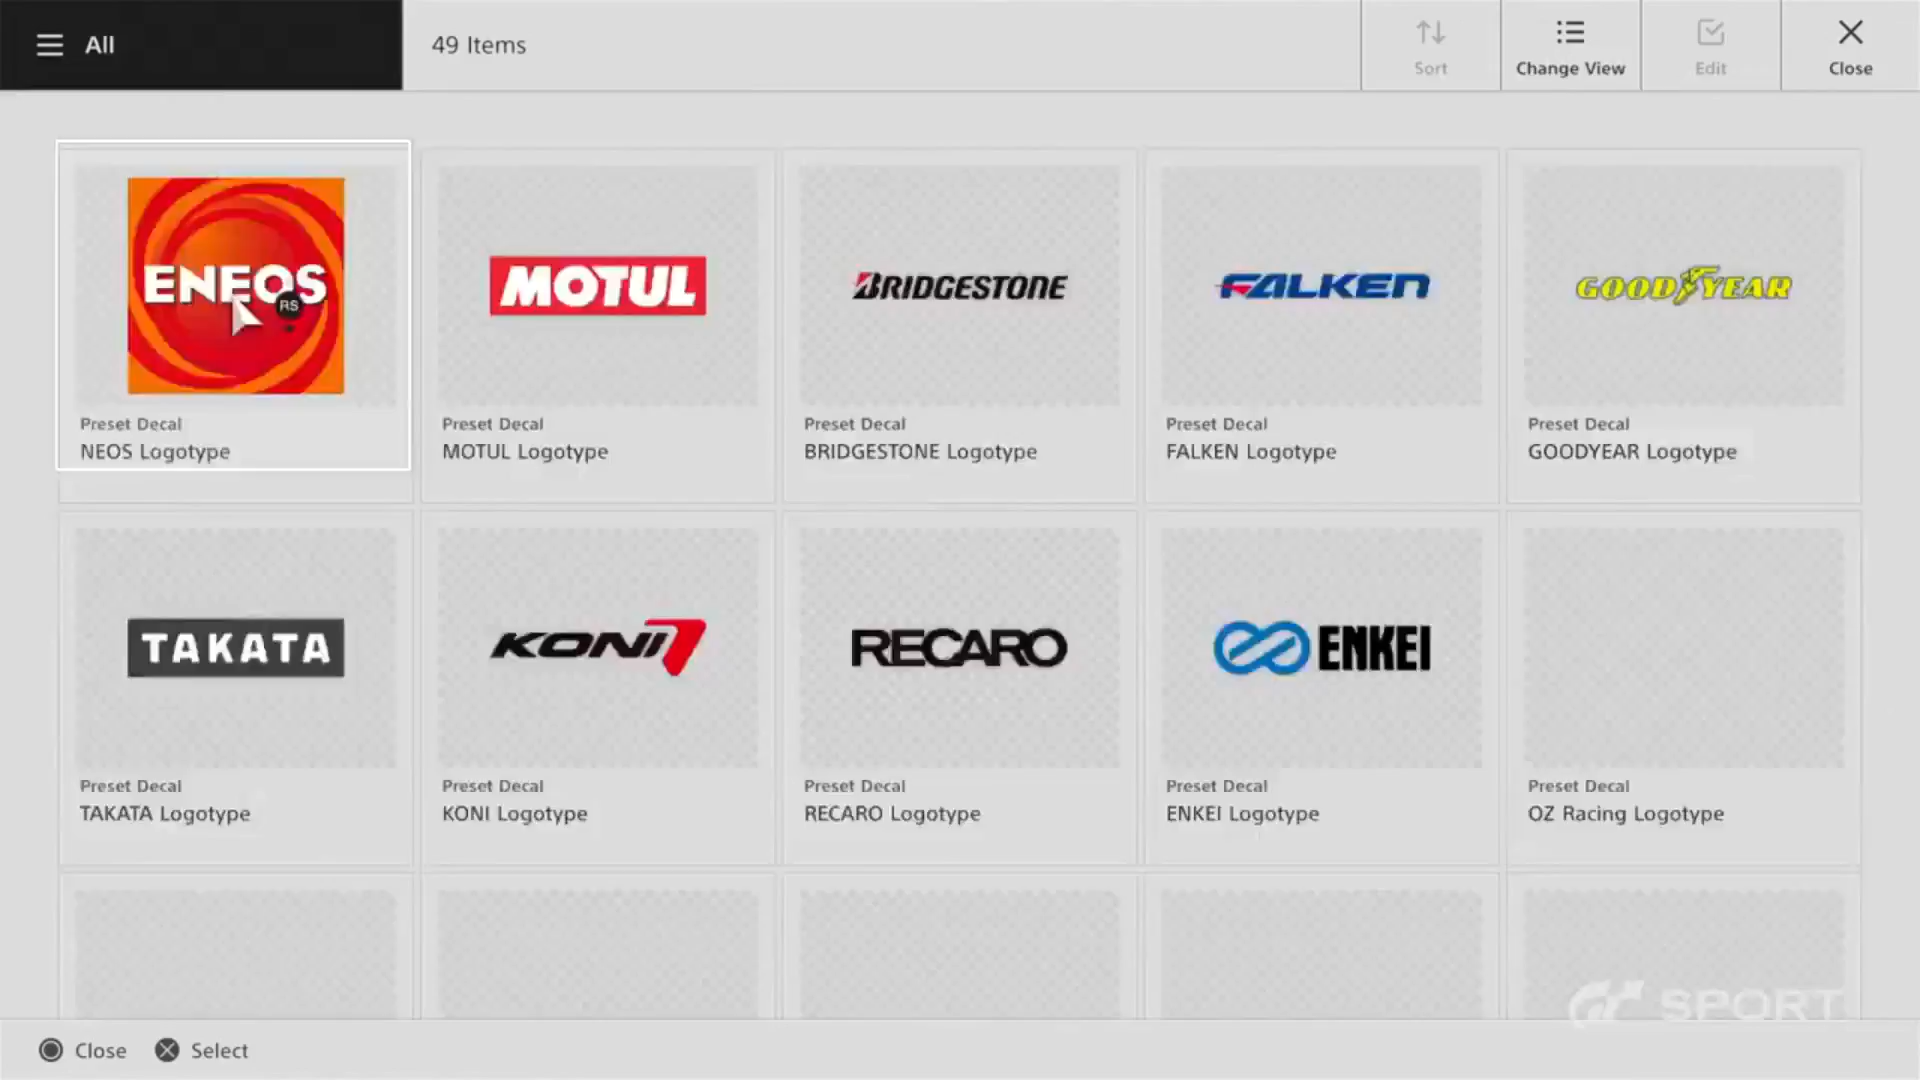 All
49 Items
Sort
Change View
Edit
Close
ENEOS
RS
MOTUL
BRIDGESTONE
FALKEN
GOODYEAR
Preset Decal
NEOS Logotype
Preset Decal
MOTUL Logotype
Preset Decal
BRIDGESTONE Logotype
Preset Decal
FALKEN Logotype
Preset Decal
GOODYEAR Logotype
TAKATA
KONI
RECARO
ENKEI
Preset Decal
TAKATA Logotype
Preset Decal
KONI Logotype
Preset Decal
RECARO Logotype
Preset Decal
ENKEI Logotype
Preset Decal
OZ Racing Logotype
GT SPORT
Close
Select